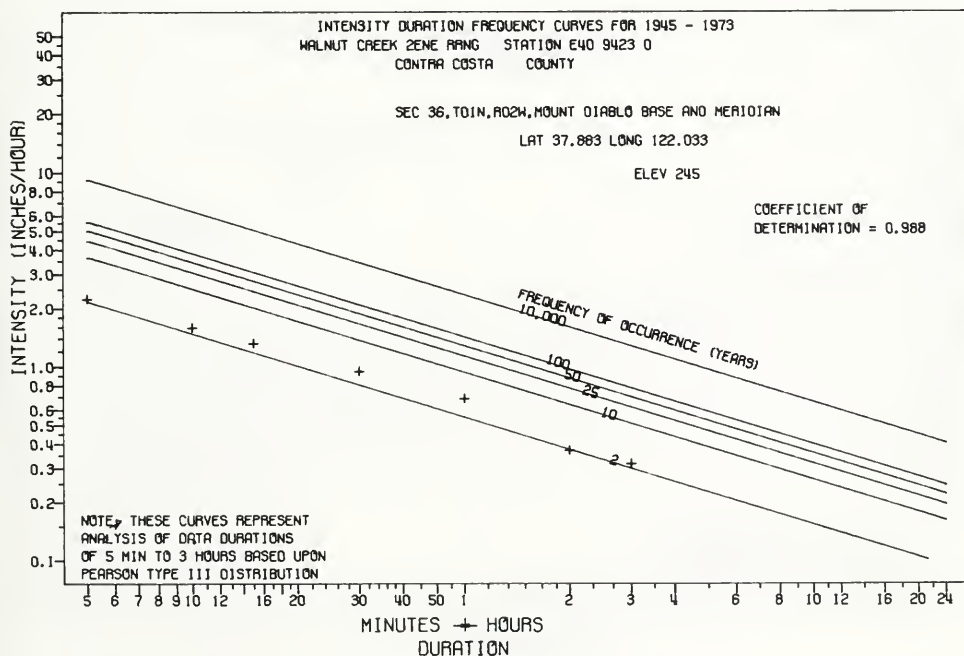 INTENSITY DURATION FREQUENCY CURVES FOR 1945 - 1973
WALNUT CREEK 2ENE RRNG STATION E40 9423 0
CONTRA COSTA COUNTY
SEC 36,T01N,R02W,MOUNT DIABLO BASE AND MERIDIAN
LAT 37.883 LONG 122.033
ELEV 245
COEFFICIENT OF
DETERMINATION = 0.988
INTENSITY (INCHES/HOUR)
50
40
30
20
10
8.0
6.0
5.0
4.0
3.0
2.0
1.0
0.8
0.6
0.5
0.4
0.3
0.2
0.1
FREQUENCY OF OCCURRENCE (YEARS)
10,000
100
50
25
10
2
NOTE, THESE CURVES REPRESENT
ANALYSIS OF DATA DURATIONS
OF 5 MIN TO 3 HOURS BASED UPON
PEARSON TYPE III DISTRIBUTION
5 6 7 8 9 10 12 16 20 30 40 50 1 2 3 4 5 6 7 8 10 12 16 20 24
MINUTES + HOURS
DURATION